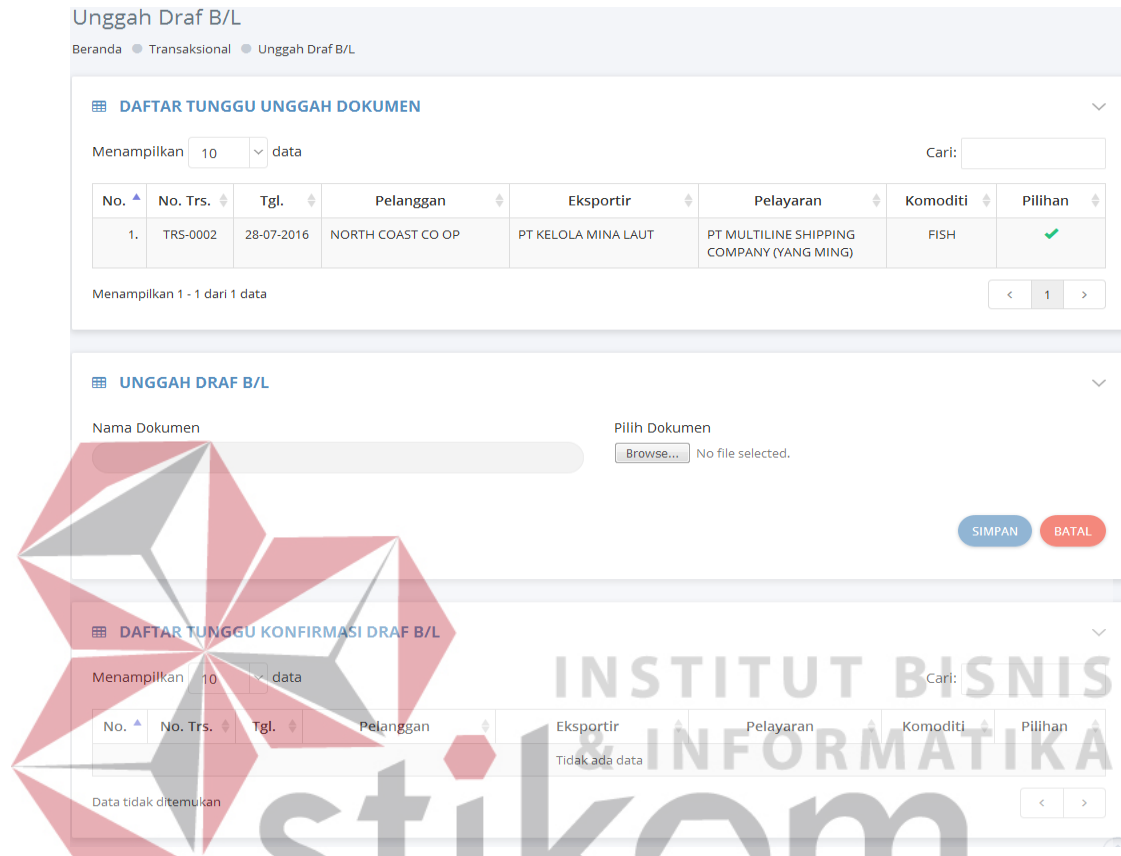 Unggah Draf B/L
Beranda Transaksional Unggah Draf B/L
DAFTAR TUNGGU UNGGAH DOKUMEN
Menampilkan 10 data Cari:
No. No. Trs. Tgl. Pelanggan Eksportir Pelayaran Komoditi Pilihan
1. TRS-0002 28-07-2016 NORTH COAST CO OP PT KELOLA MINA LAUT PT MULTILINE SHIPPING FISH
COMPANY (YANG MING)
Menampilkan 1 - 1 dari 1 data < 1 >
UNGGAH DRAF B/L
Nama Dokumen Pilih Dokumen
Browse... No file selected.
SIMPAN BATAL
DAFTAR TUNGGU KONFIRMASI DRAF B/L
INSTITUT BISNIS
Menampilkan 10 data Cari:
No. No. Trs. Tgl. Pelanggan Eksportir Pelayaran Komoditi Pilihan
& INFORMATIKA
Tidak ada data
Data tidak ditemukan < >
stikom